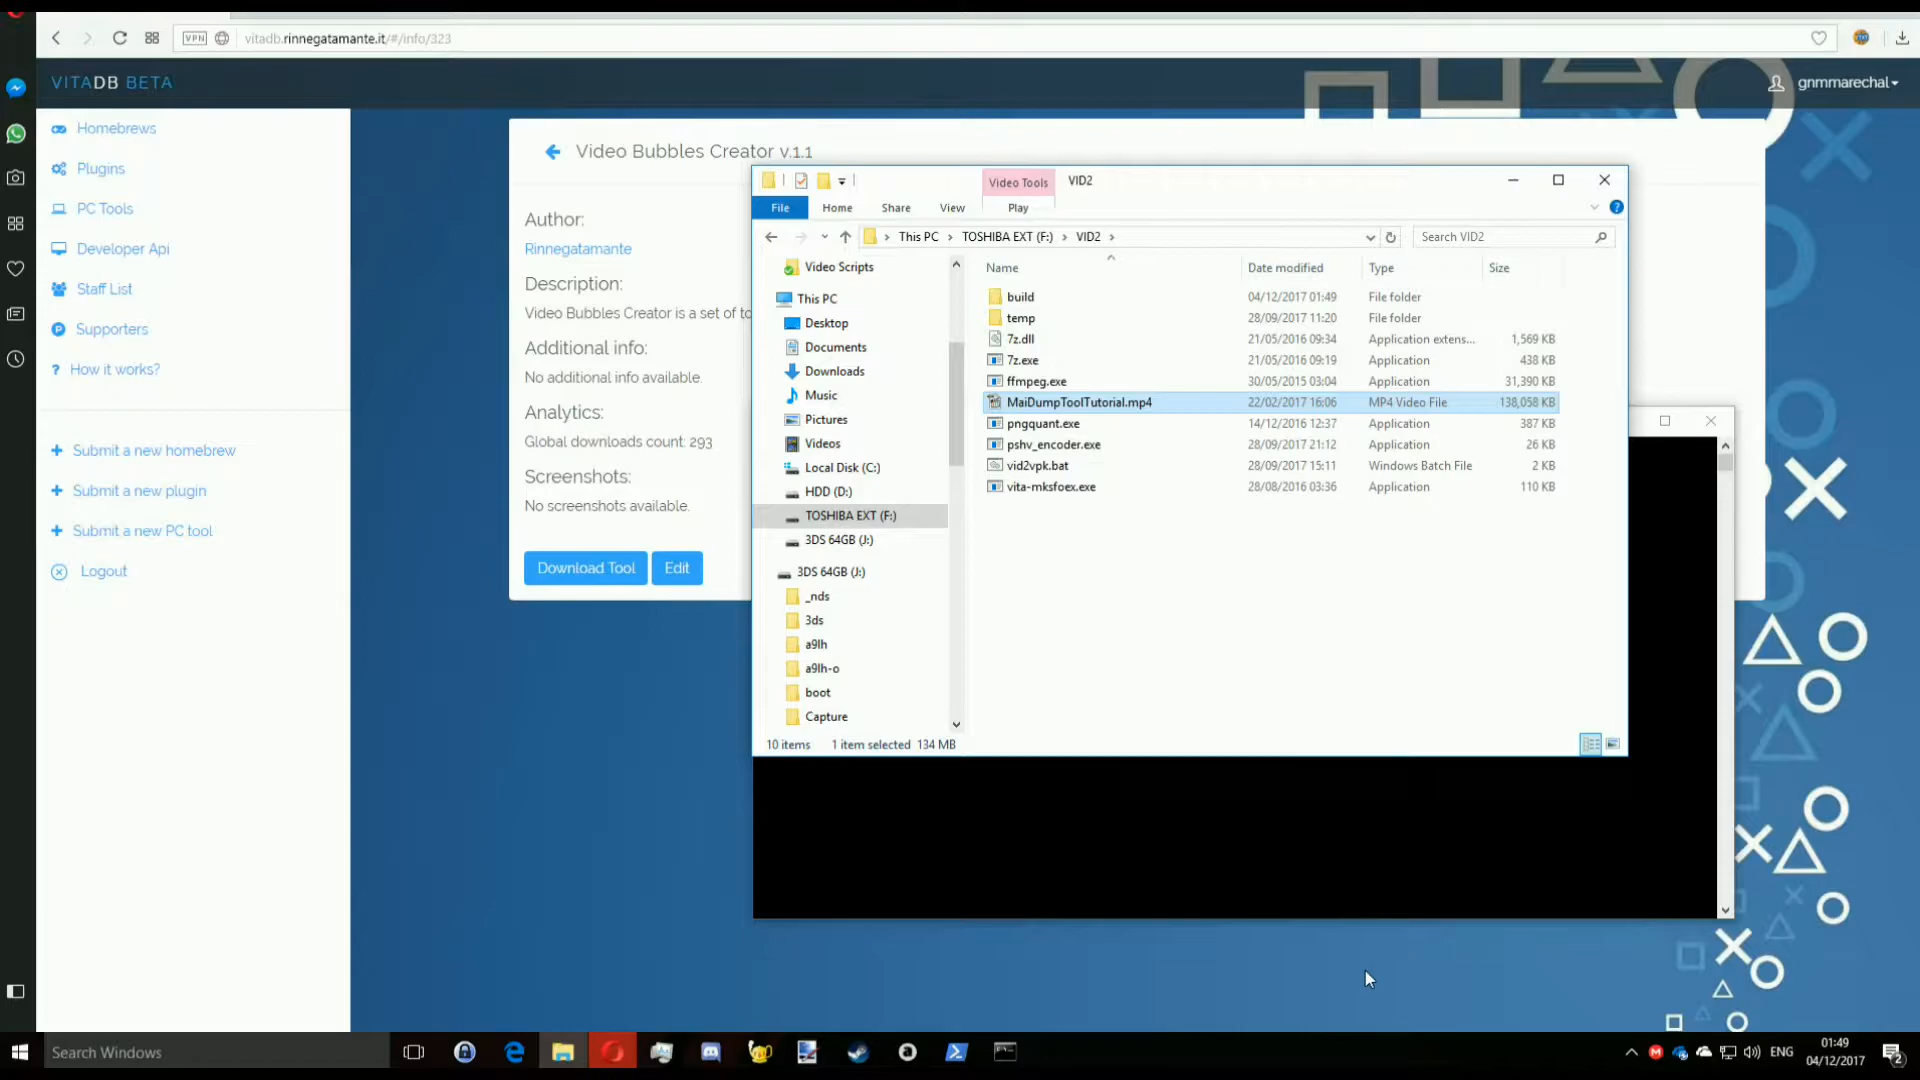 VPN vitadb.rinnegatamante.it/#/info/323
VITADB BETA
gnmmarechal
Homebrews
Plugins
PC Tools
Developer Api
Staff List
Supporters
? How it works?
+ Submit a new homebrew
+ Submit a new plugin
+ Submit a new PC tool
Logout
Video Bubbles Creator v.1.1
Author:
Rinnegatamante
Description:
Video Bubbles Creator is a set of to
Additional info:
No additional info available.
Analytics:
Global downloads count: 293
Screenshots:
No screenshots available.
Download Tool Edit
Video Tools VID2
File Home Share View Play
This PC > TOSHIBA EXT (F:) > VID2 >
Search VID2
Video Scripts
This PC
Desktop
Documents
Downloads
Music
Pictures
Videos
Local Disk (C:)
HDD (D:)
TOSHIBA EXT (F:)
3DS 64GB (J:)
3DS 64GB (J:)
_nds
3ds
a9lh
a9lh-o
boot
Capture
Name Date modified Type Size
build 04/12/2017 01:49 File folder
temp 28/09/2017 11:20 File folder
7z.dll 21/05/2016 09:34 Application extens... 1,569 KB
7z.exe 21/05/2016 09:19 Application 438 KB
ffmpeg.exe 30/05/2015 03:04 Application 31,390 KB
MaiDumpToolTutorial.mp4 22/02/2017 16:06 MP4 Video File 138,058 KB
pngquant.exe 14/12/2016 12:37 Application 387 KB
pshv_encoder.exe 28/09/2017 21:12 Application 26 KB
vid2vpk.bat 28/09/2017 15:11 Windows Batch File 2 KB
vita-mksfoex.exe 28/08/2016 03:36 Application 110 KB
10 items 1 item selected 134 MB
Search Windows
ENG
01:49
04/12/2017
2